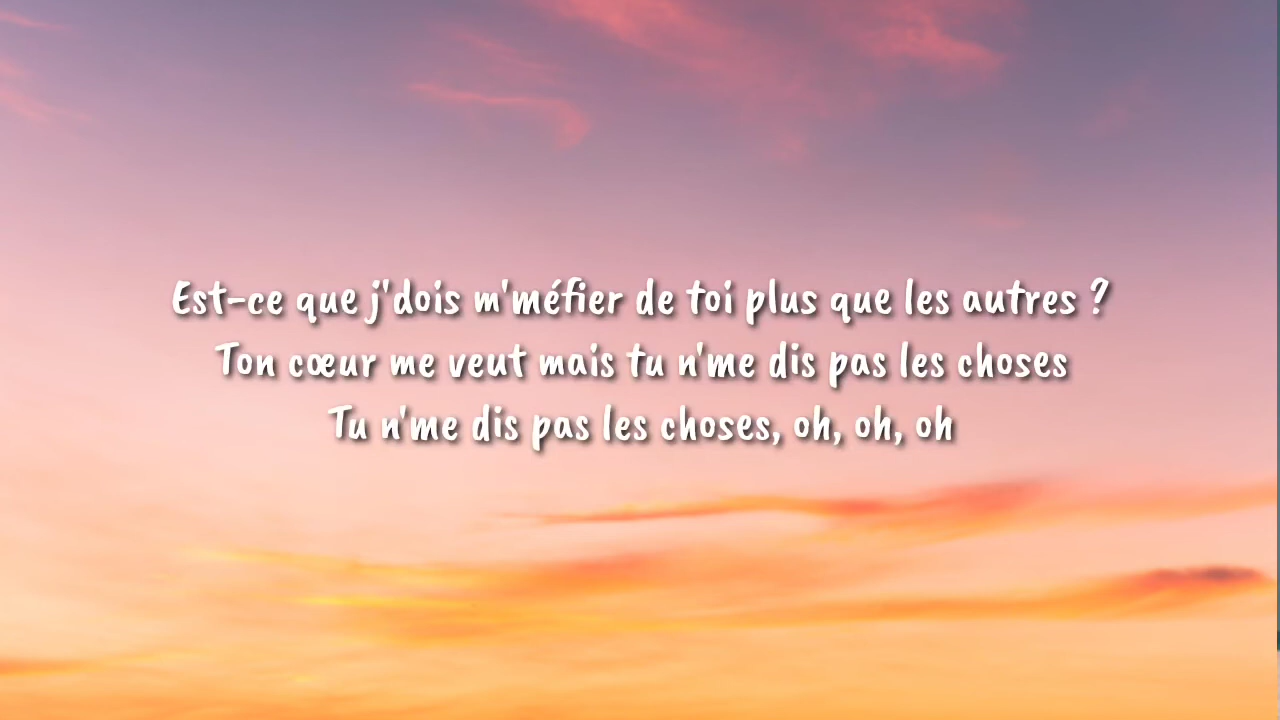 Est-ce que j'dois m'méfier de toi plus que les autres ?
Ton cœur me veut mais tu n'me dis pas les choses
Tu n'me dis pas les choses, oh, oh, oh